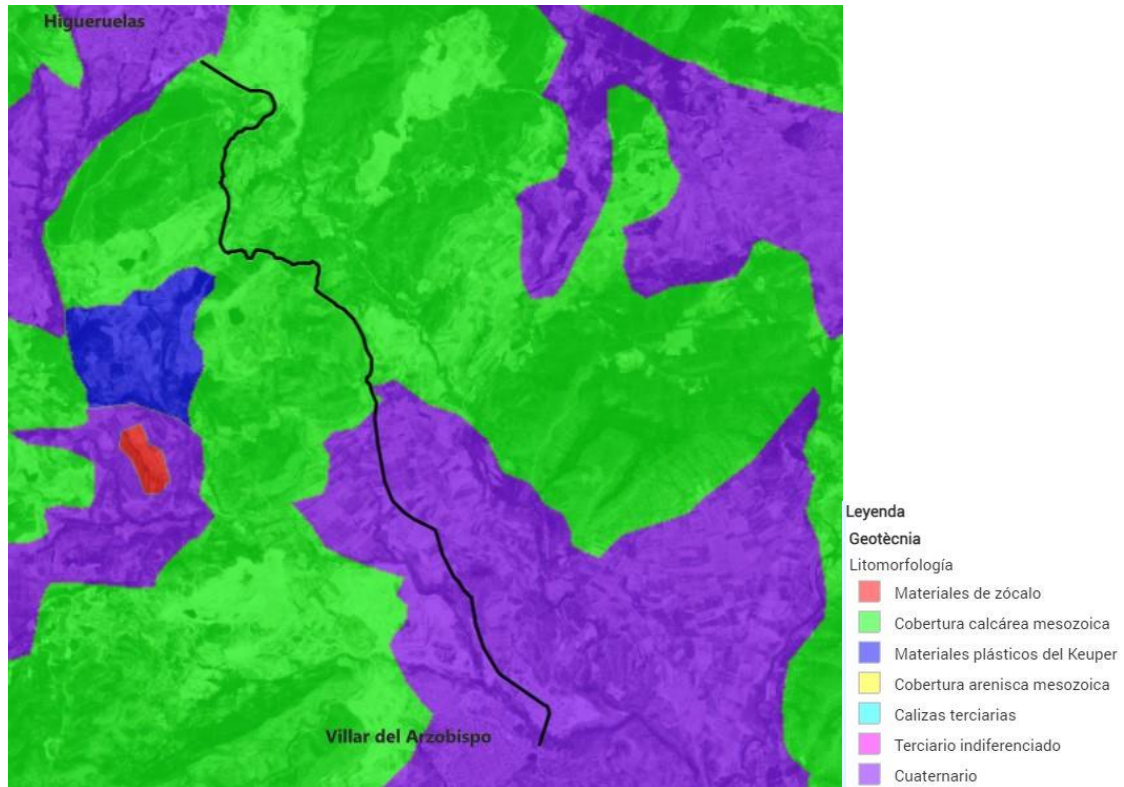 Higueruelas
Villar del Arzobispo
Leyenda
Geotècnia
Litomorfología
Materiales de zócalo
Cobertura calcárea mesozoica
Materiales plásticos del Keuper
Cobertura arenisca mesozoica
Calizas terciarias
Terciario indiferenciado
Cuaternario